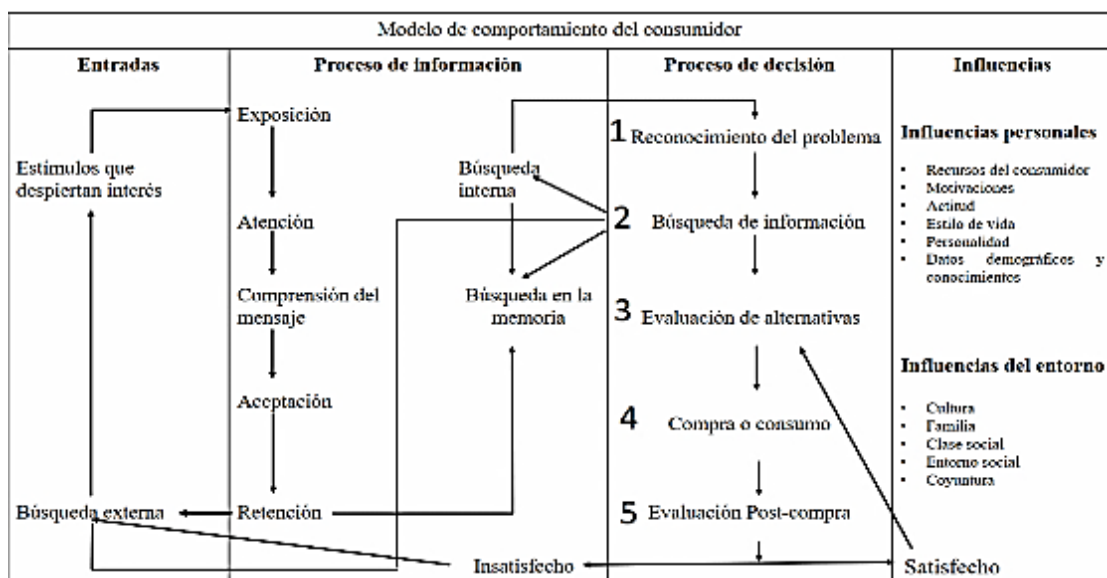 Modelo de comportamiento del consumidor
Entradas
Proceso de información
Proceso de decisión
Influencias
Estímulos que
despiertan interés
Búsqueda externa
Exposición
Atención
Comprensión del
mensaje
Aceptación
Retención
Búsqueda
interna
Búsqueda en la
memoria
Insatisfecho
1 Reconocimiento del problema
2 Búsqueda de información
3 Evaluación de alternativas
4 Compra o consumo
5 Evaluación Post-compra
Satisfecho
Influencias personales
• Recursos del consumidor
• Motivaciones
• Actitud
• Estilo de vida
• Personalidad
• Datos demográficos y
conocimientos
Influencias del entorno
• Cultura
• Familia
• Clase social
• Entorno social
• Coyuntura